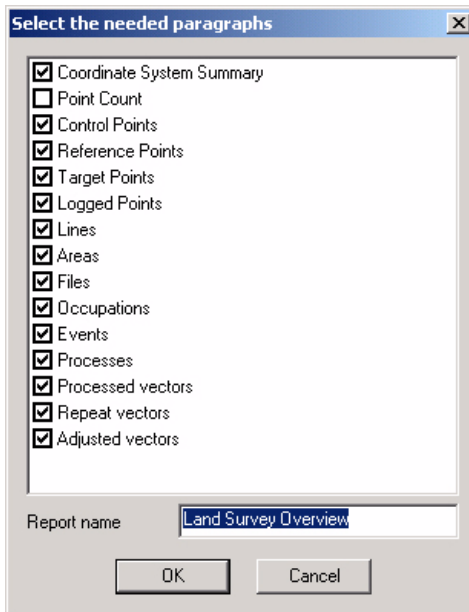 Select the needed paragraphs
Coordinate System Summary
Point Count
Control Points
Reference Points
Target Points
Logged Points
Lines
Areas
Files
Occupations
Events
Processes
Processed vectors
Repeat vectors
Adjusted vectors
Report name Land Survey Overview
OK Cancel